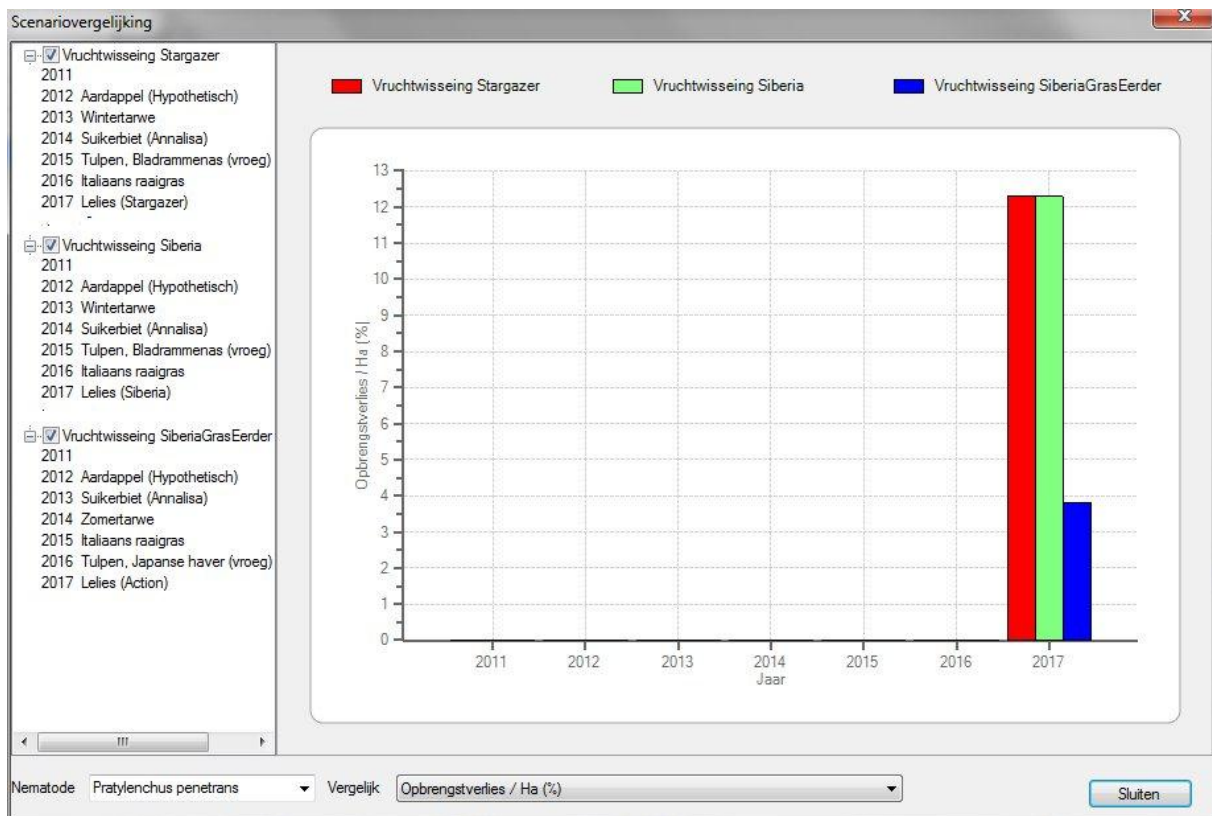 Scenariovergelijking
Vruchtwisseing Stargazer
2011
2012 Aardappel (Hypothetisch)
2013 Wintertarwe
2014 Suikerbiet (Annalisa)
2015 Tulpen, Bladrammenas (vroeg)
2016 Italiaans raaigras
2017 Lelies (Stargazer)
Vruchtwisseing Siberia
2011
2012 Aardappel (Hypothetisch)
2013 Wintertarwe
2014 Suikerbiet (Annalisa)
2015 Tulpen, Bladrammenas (vroeg)
2016 Italiaans raaigras
2017 Lelies (Siberia)
Vruchtwisseing SiberiaGrasEerder
2011
2012 Aardappel (Hypothetisch)
2013 Suikerbiet (Annalisa)
2014 Zomertarwe
2015 Italiaans raaigras
2016 Tulpen, Japanse haver (vroeg)
2017 Lelies (Action)
Vruchtwisseing Stargazer Vruchtwisseing Siberia Vruchtwisseing SiberiaGrasEerder
Opbrengstverlies / Ha [%]
13
12
11
10
9
8
7
6
5
4
3
2
1
0
2011 2012 2013 2014 2015 2016 2017
Jaar
Nematode Pratylenchus penetrans Vergelijk Opbrengstverlies / Ha (%) Sluiten